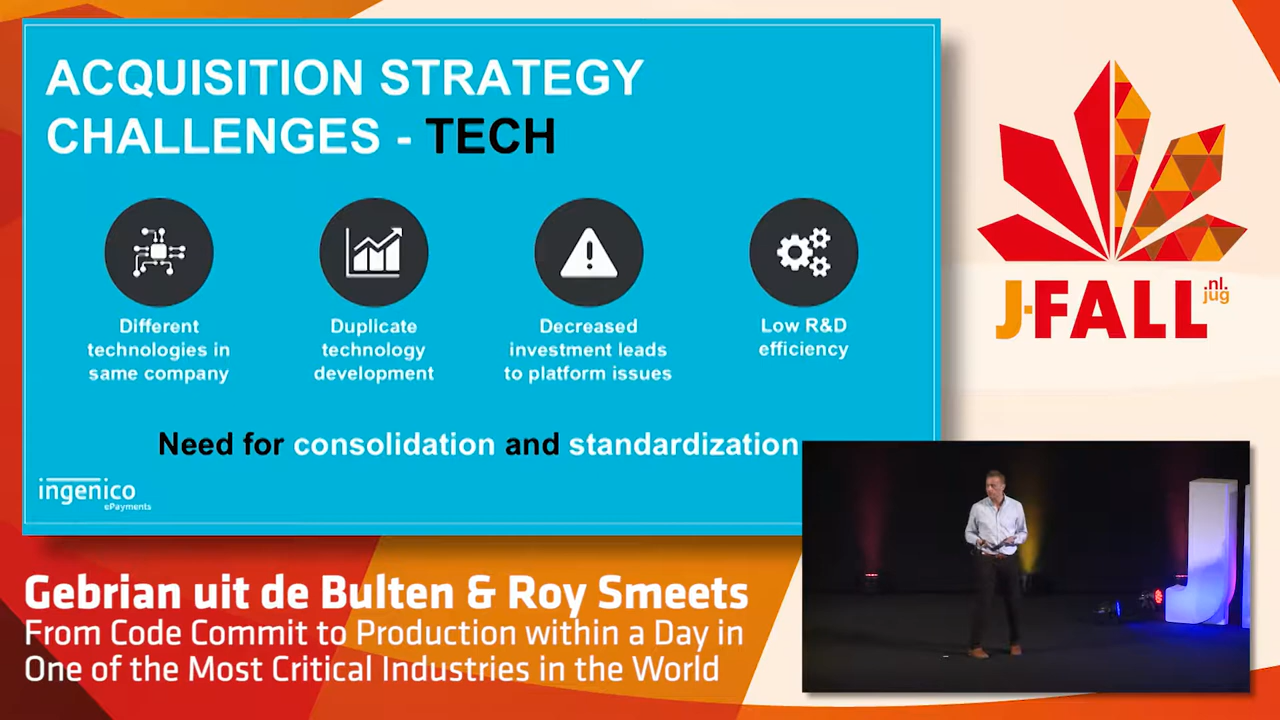 ACQUISITION STRATEGY
CHALLENGES - TECH
Different
technologies in
same company
Duplicate
technology
development
Decreased
investment leads
to platform issues
Low R&D
efficiency
Need for consolidation and standardization
ingenico
ePayments
J·FALL
.nl.
jug
J
Gebrian uit de Bulten & Roy Smeets
From Code Commit to Production within a Day in
One of the Most Critical Industries in the World